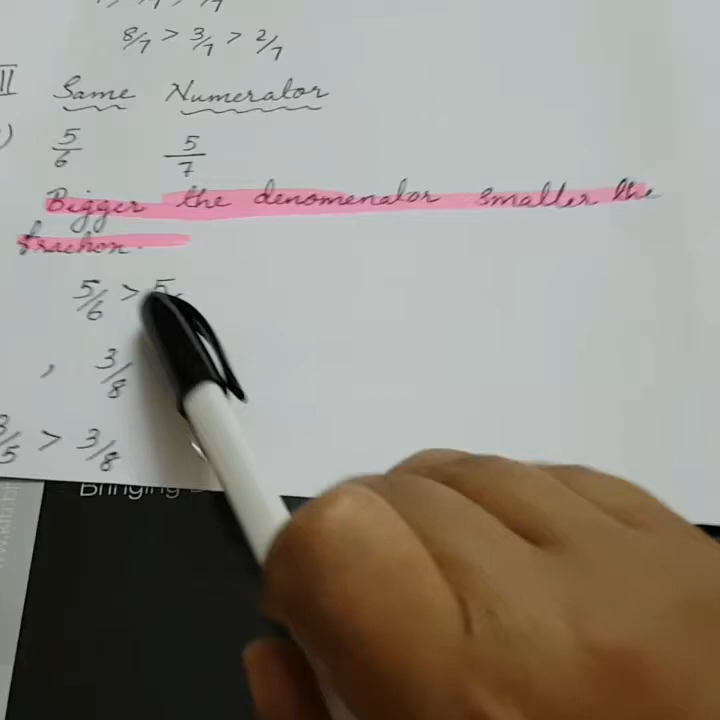 8/7 > 3/7 > 2/7
II Same Numerator
5/6 5/7
Bigger the denomenator smaller the
fraction.
5/6 > 5/
, 3/8
3/5 > 3/8
Bringing